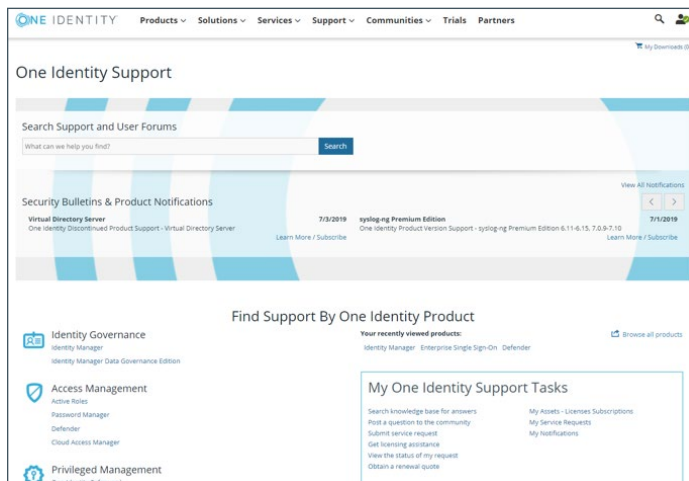 ONE IDENTITY Products Solutions Services Support Communities Trials Partners
My Downloads (0
One Identity Support
Search Support and User Forums
What can we help you find? Search
View All Notifications
Security Bulletins & Product Notifications
Virtual Directory Server 7/3/2019
One Identity Discontinued Product Support - Virtual Directory Server
Learn More / Subscribe
syslog-ng Premium Edition 7/1/2019
One Identity Product Version Support - syslog-ng Premium Edition 6.11-6.15, 7.0.9-7.10
Learn More / Subscribe
Find Support By One Identity Product
Identity Governance
Identity Manager
Identity Manager Data Governance Edition
Access Management
Active Roles
Password Manager
Defender
Cloud Access Manager
Privileged Management
Your recently viewed products:
Identity Manager Enterprise Single Sign-On Defender
Browse all products
My One Identity Support Tasks
Search knowledge base for answers
Post a question to the community
Submit service request
Get licensing assistance
View the status of my request
Obtain a renewal quote
My Assets - Licenses Subscriptions
My Service Requests
My Notifications